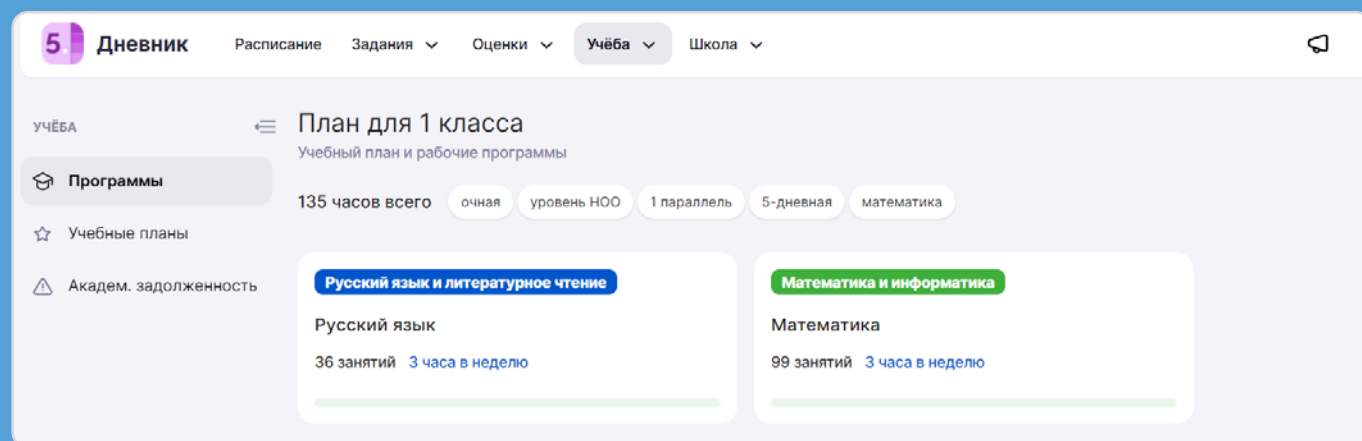 5. Дневник Расписание Задания Оценки Учёба Школа
УЧЁБА
Программы
Учебные планы
Академ. задолженность
План для 1 класса
Учебный план и рабочие программы
135 часов всего очная уровень НОО 1 параллель 5-дневная математика
Русский язык и литературное чтение
Русский язык
36 занятий 3 часа в неделю
Математика и информатика
Математика
99 занятий 3 часа в неделю